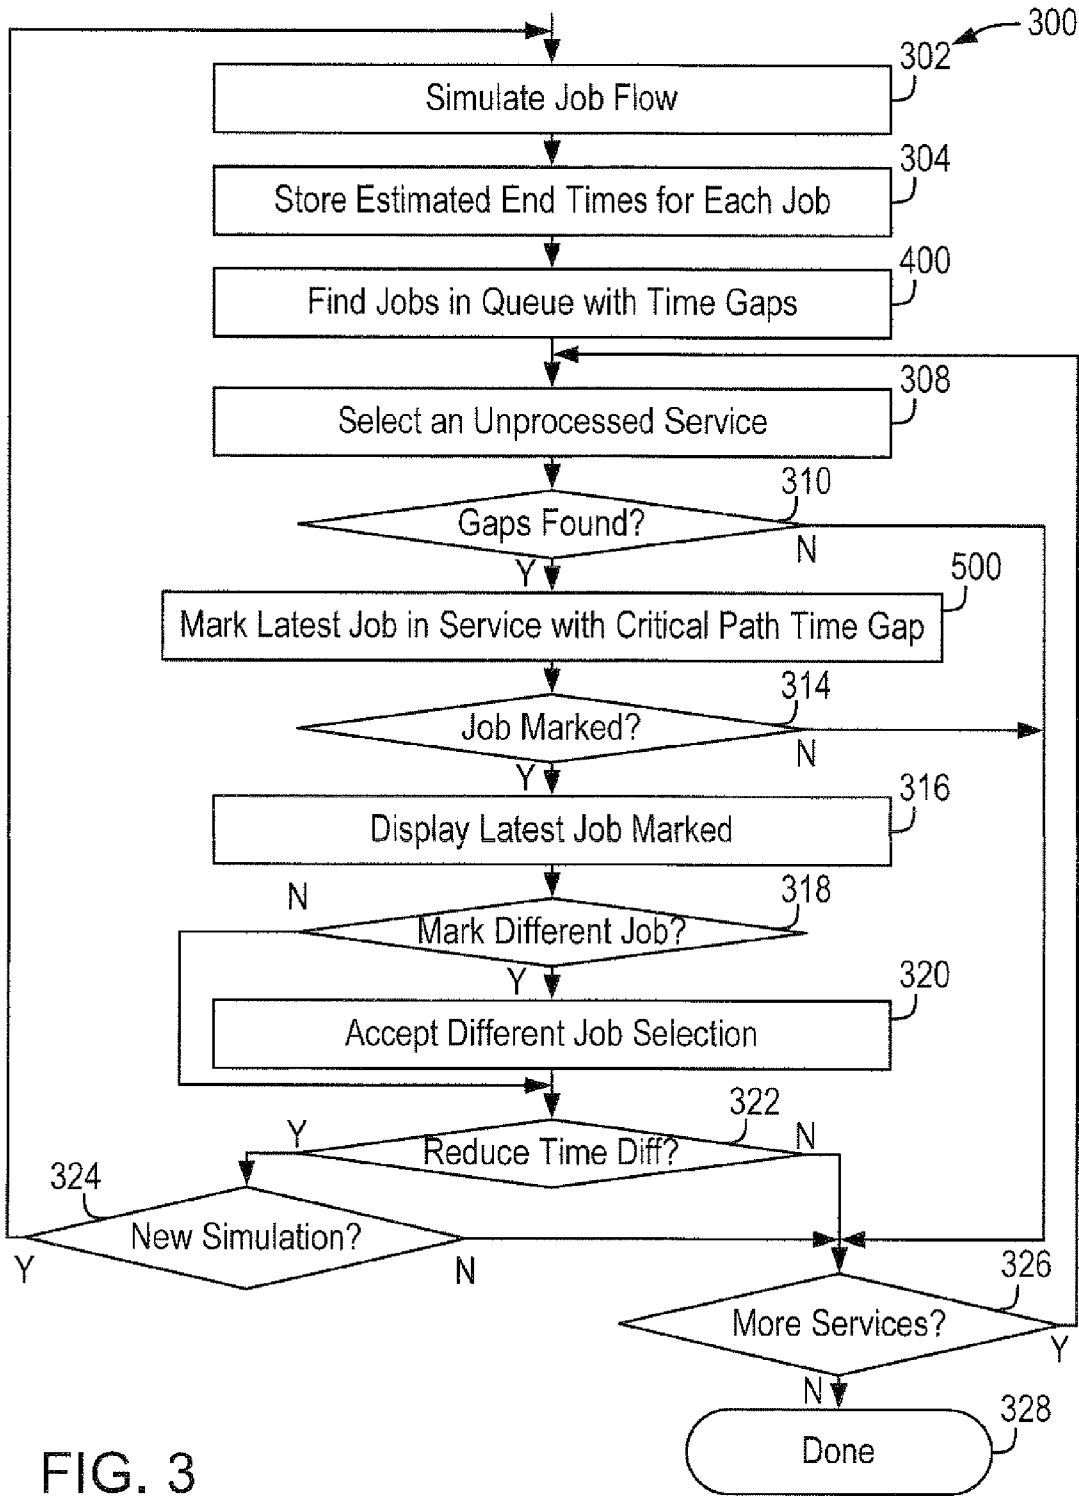 300
302
Simulate Job Flow
304
Store Estimated End Times for Each Job
400
Find Jobs in Queue with Time Gaps
308
Select an Unprocessed Service
310
Gaps Found?
N
Y
500
Mark Latest Job in Service with Critical Path Time Gap
314
Job Marked?
N
Y
316
Display Latest Job Marked
N
318
Mark Different Job?
Y
320
Accept Different Job Selection
322
Y
N
Reduce Time Diff?
324
New Simulation?
Y
N
326
More Services?
Y
N
328
Done
FIG. 3